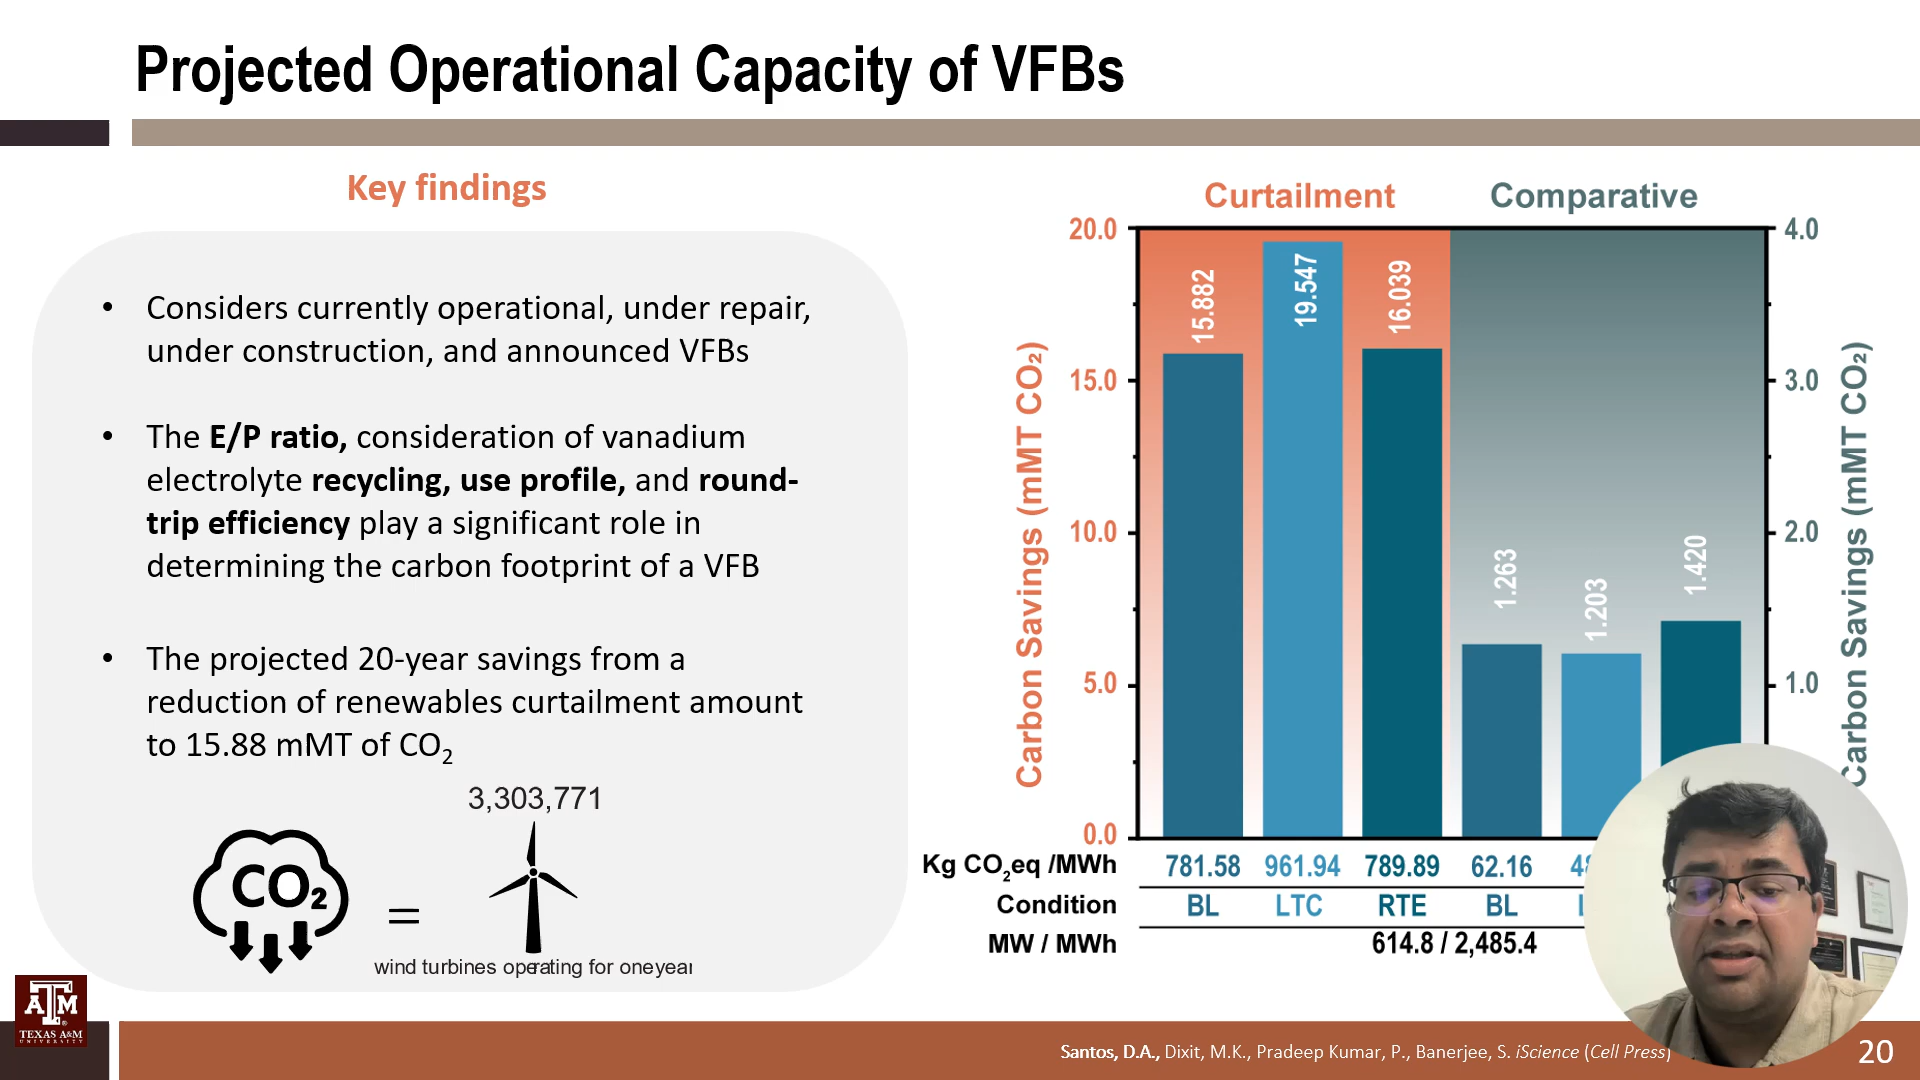 Projected Operational Capacity of VFBs
Key findings
• Considers currently operational, under repair,
under construction, and announced VFBs
• The E/P ratio, consideration of vanadium
electrolyte recycling, use profile, and round-
trip efficiency play a significant role in
determining the carbon footprint of a VFB
• The projected 20-year savings from a
reduction of renewables curtailment amount
to 15.88 mMT of CO₂
3,303,771
CO₂
=
wind turbines operating for oneyear
Curtailment
Comparative
Carbon Savings (mMT CO₂)
20.0
15.0
10.0
5.0
0.0
15.882
19.547
16.039
1.263
1.203
1.420
4.0
3.0
2.0
1.0
Carbon Savings (mMT CO₂)
Kg CO₂eq /MWh 781.58 961.94 789.89 62.16
Condition BL LTC RTE BL
MW / MWh 614.8 / 2,485.4
ATM
TEXAS A&M
UNIVERSITY
Santos, D.A., Dixit, M.K., Pradeep Kumar, P., Banerjee, S. iScience (Cell Press)
20